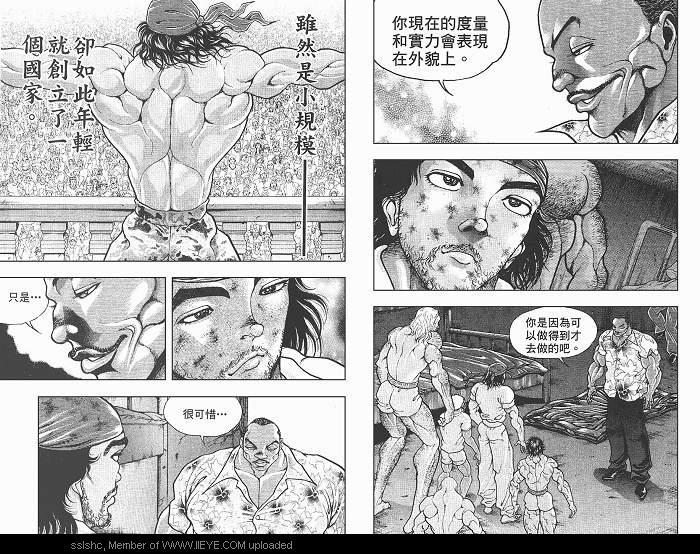 你現在的度量
和實力會表現
在外貌上。
你是因為可
以做得到才
去做的吧。
雖然是小規模——
卻如此年輕
就創立了一
個國家。
只是…
很可惜…
sslshc, Member of WWW.IIEYE.COM uploaded